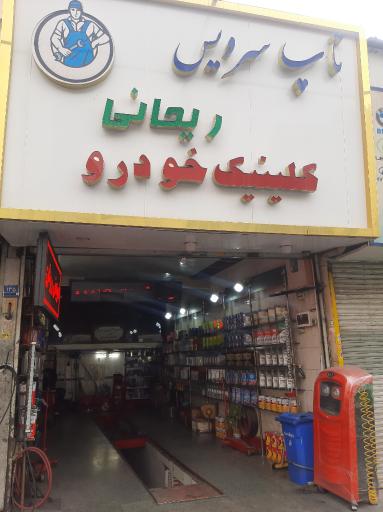 تاپ سرویس
ریحانی
کلینیک خودرو